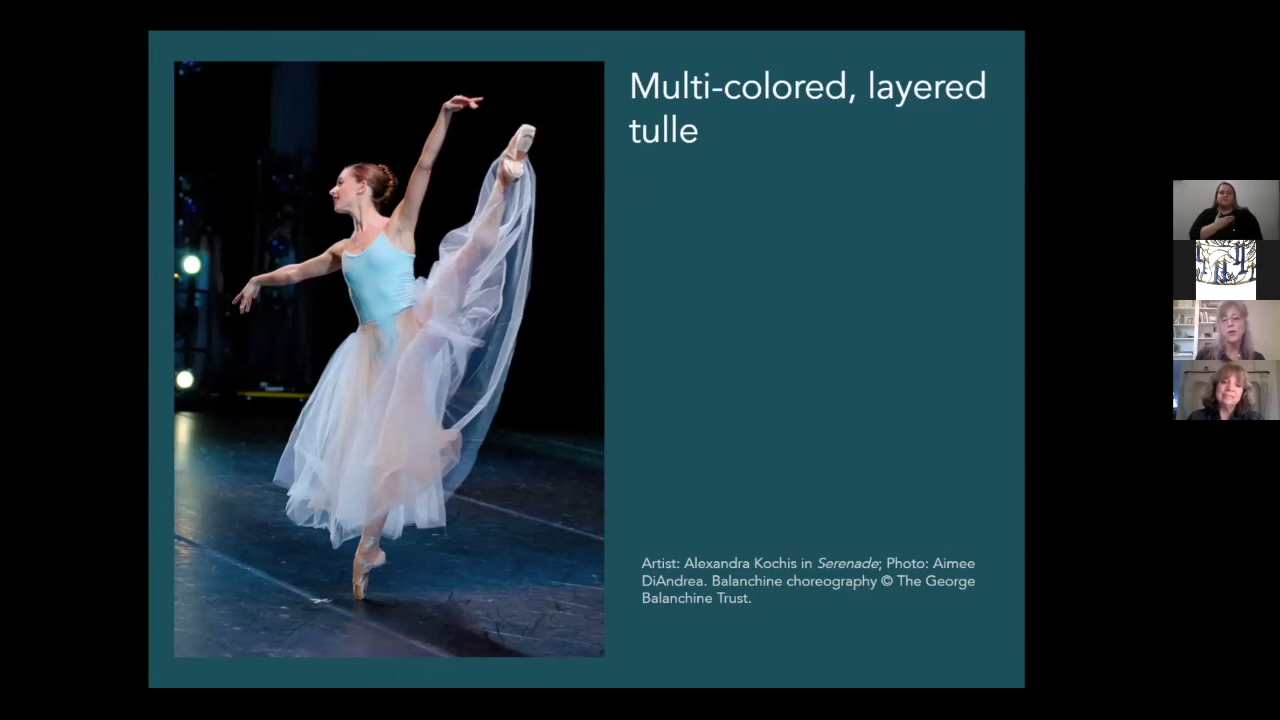 Multi-colored, layered
tulle
Artist: Alexandra Kochis in Serenade; Photo: Aimee
DiAndrea. Balanchine choreography © The George
Balanchine Trust.